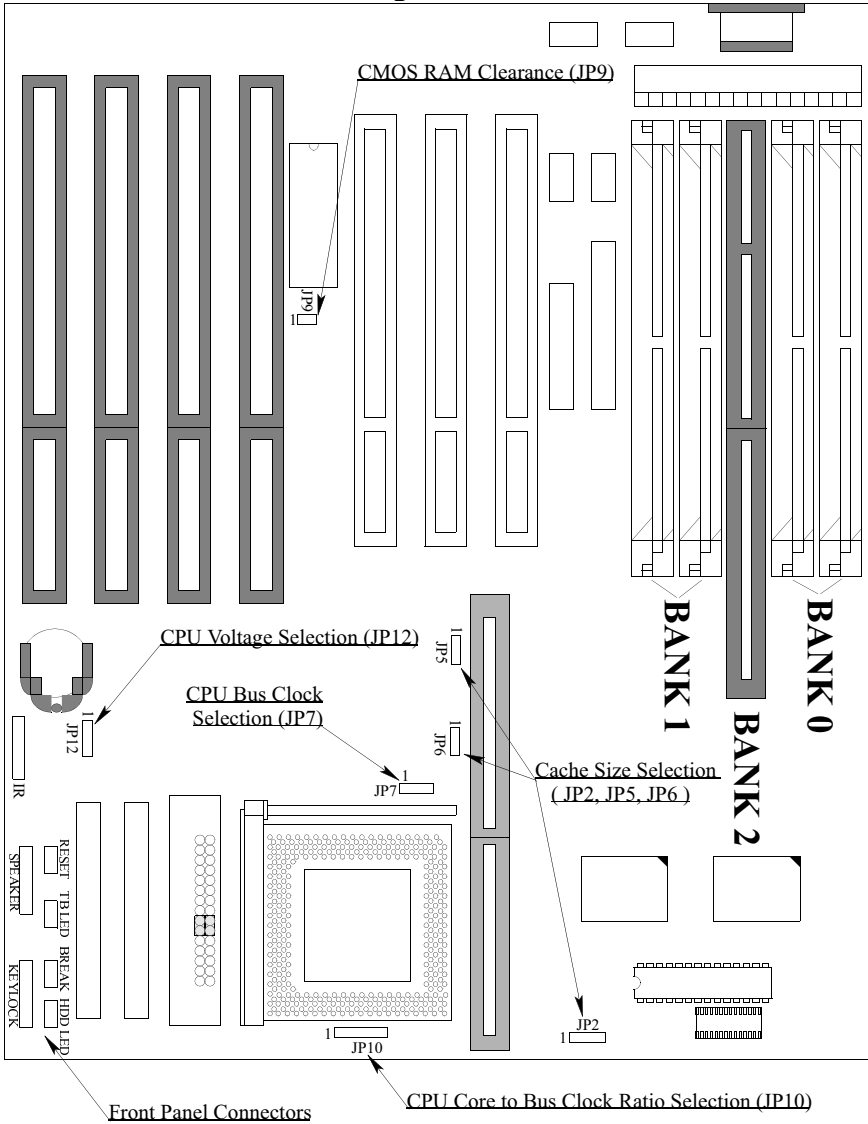 CMOS RAM Clearance (JP9)
JP9
1
BANK 1
BANK 0
BANK 2
CPU Voltage Selection (JP12)
1
JP5
CPU Bus Clock
Selection (JP7)
1
JP12
1
JP6
Cache Size Selection
( JP2, JP5, JP6 )
IR
1
JP7
RESET
SPEAKER
TB LED
BREAK
KEYLOCK
HDD LED
1
JP10
JP2
1
CPU Core to Bus Clock Ratio Selection (JP10)
Front Panel Connectors